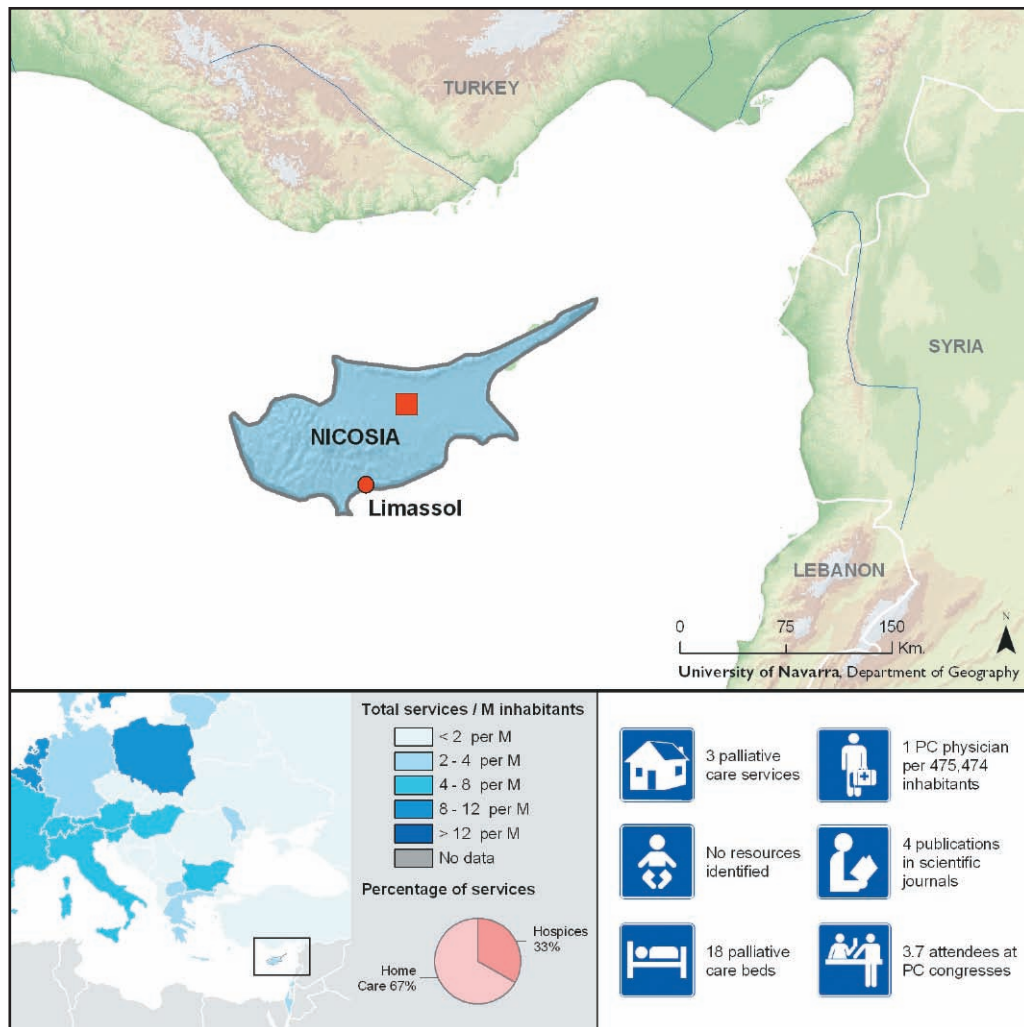 TURKEY
SYRIA
NICOSIA
Limassol
LEBANON
0 75 150
Km.
N
University of Navarra, Department of Geography
Total services / M inhabitants
< 2 per M
2 - 4 per M
4 - 8 per M
8 - 12 per M
> 12 per M
No data
Percentage of services
Hospices
33%
Home
Care 67%
3 palliative
care services
1 PC physician
per 475,474
inhabitants
No resources
identified
4 publications
in scientific
journals
18 palliative
care beds
3.7 attendees at
PC congresses